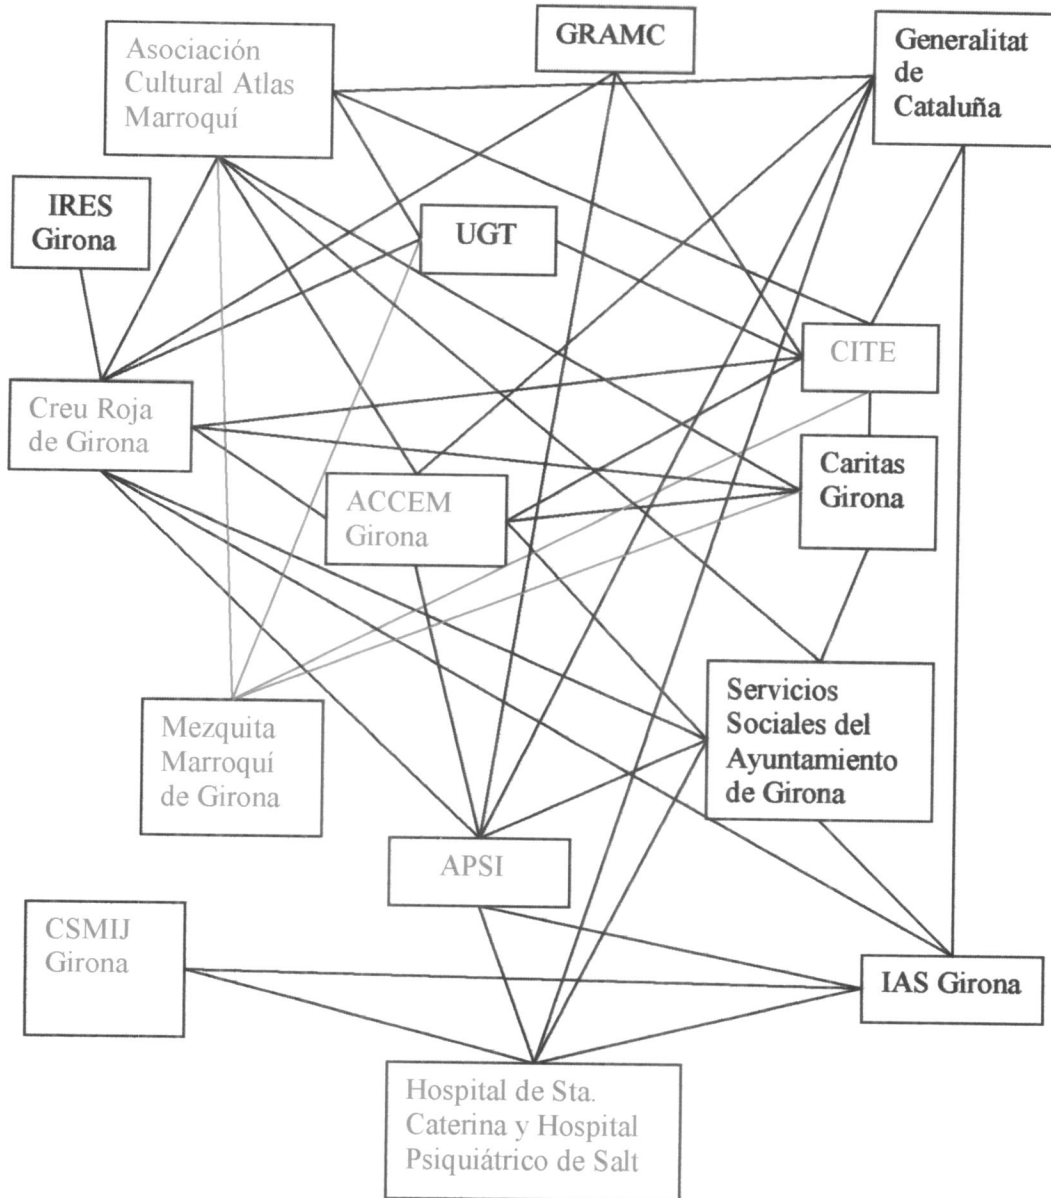 GRAMC
Generalitat
de
Cataluña
Asociación
Cultural Atlas
Marroquí
IRES
Girona
UGT
CITE
Creu Roja
de Girona
Caritas
Girona
ACCEM
Girona
Servicios
Sociales del
Ayuntamiento
de Girona
Mezquita
Marroquí
de Girona
APSI
CSMIJ
Girona
IAS Girona
Hospital de Sta.
Caterina y Hospital
Psiquiátrico de Salt